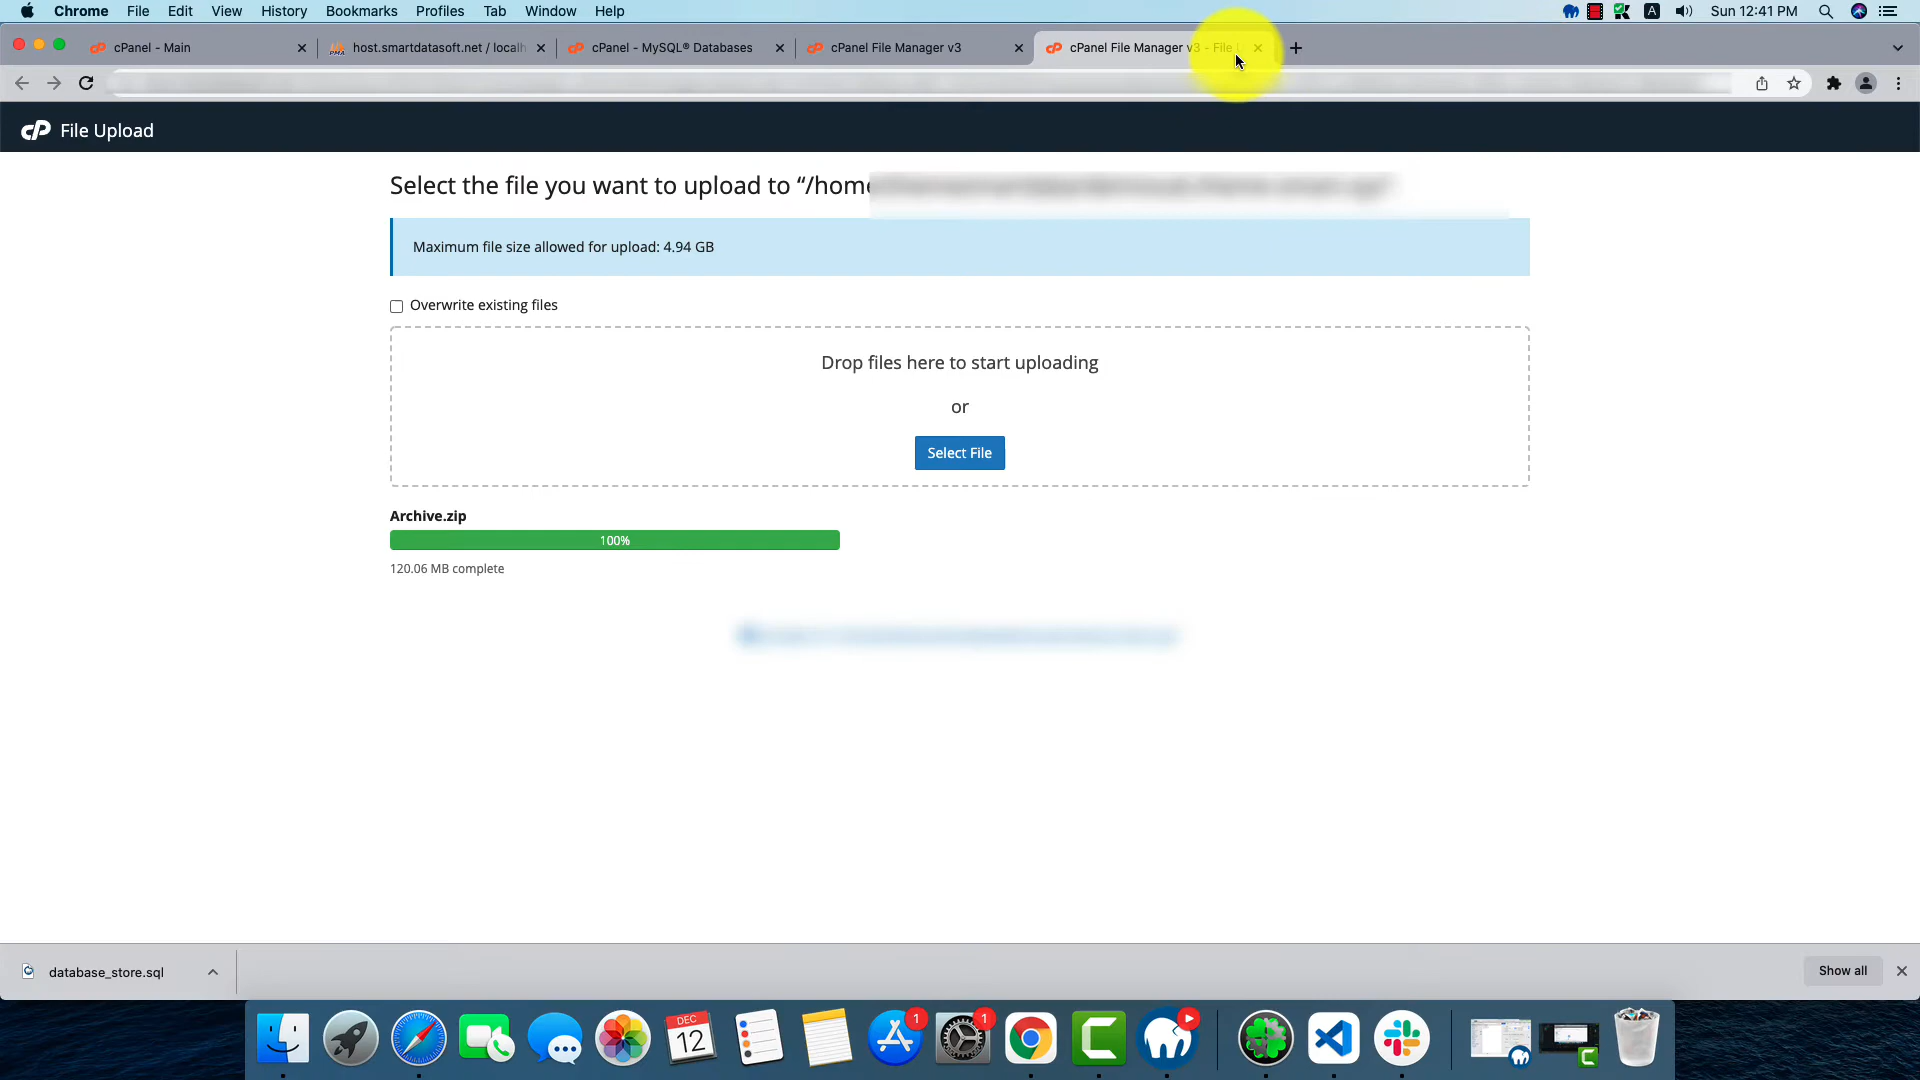 Chrome File Edit View History Bookmarks Profiles Tab Window Help
A Sun 12:41 PM
cPanel - Main
PMA host.smartdatasoft.net / localh
cPanel - MySQL® Databases
cPanel File Manager v3
cPanel File Manager v3 - File
cP File Upload
Select the file you want to upload to “/home
Maximum file size allowed for upload: 4.94 GB
Overwrite existing files
Drop files here to start uploading
or
Select File
Archive.zip
100%
120.06 MB complete
database_store.sql
Show all
DEC
12
1
1